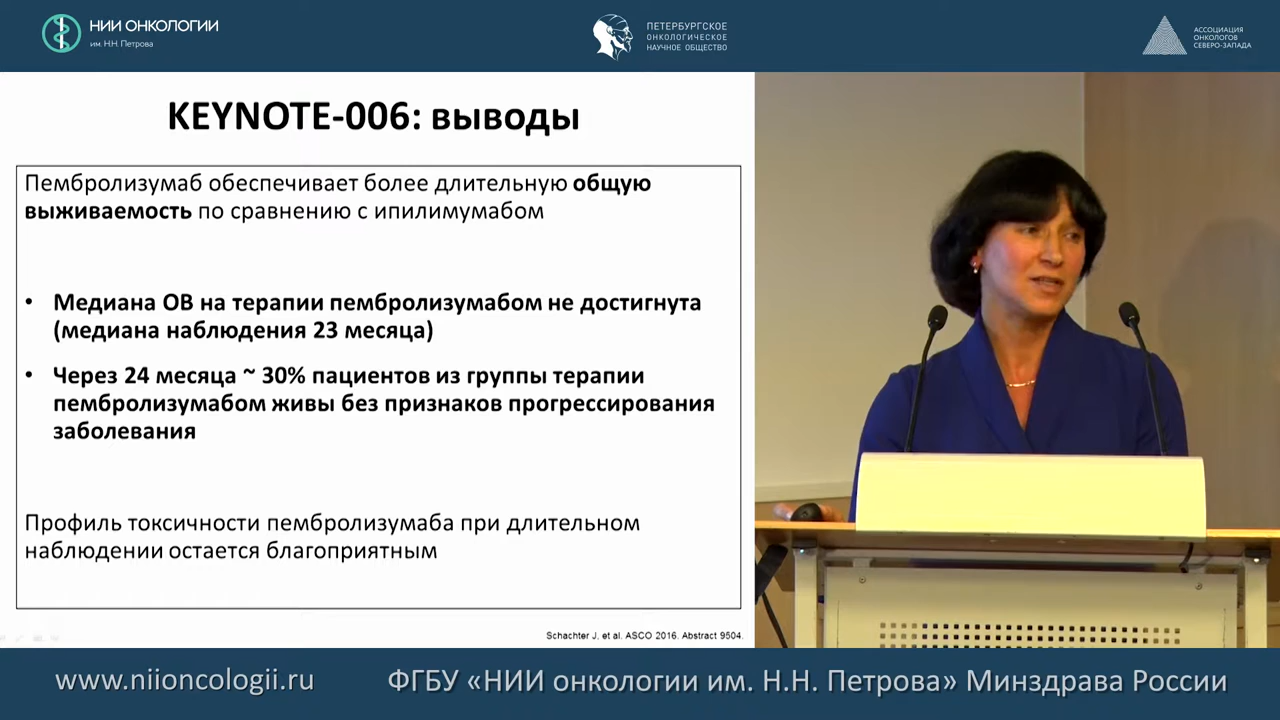 НИИ ОНКОЛОГИИ
им. Н.Н. Петрова
ПЕТЕРБУРГСКОЕ
ОНКОЛОГИЧЕСКОЕ
НАУЧНОЕ ОБЩЕСТВО
АССОЦИАЦИЯ
ОНКОЛОГОВ
СЕВЕРО-ЗАПАДА
KEYNOTE-006: выводы
Пембролизумаб обеспечивает более длительную общую
выживаемость по сравнению с ипилимумабом
• Медиана ОВ на терапии пембролизумабом не достигнута
(медиана наблюдения 23 месяца)
• Через 24 месяца ~ 30% пациентов из группы терапии
пембролизумабом живы без признаков прогрессирования
заболевания
Профиль токсичности пембролизумаба при длительном
наблюдении остается благоприятным
Schachter J, et al. ASCO 2016. Abstract 9504.
www.niioncologii.ru
ФГБУ «НИИ онкологии им. Н.Н. Петрова» Минздрава России